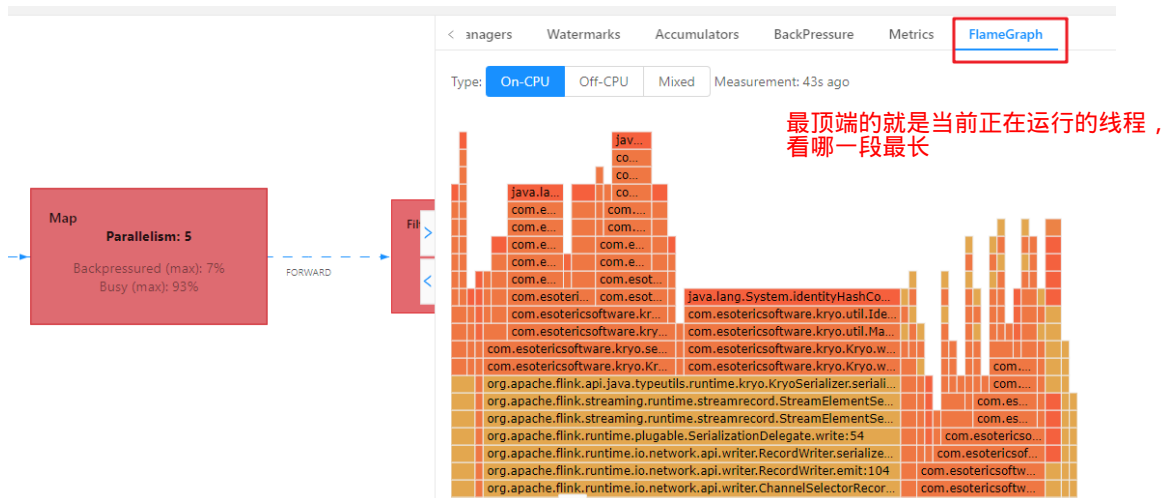 anagers Watermarks Accumulators BackPressure Metrics FlameGraph
Type: On-CPU Off-CPU Mixed Measurement: 43s ago
最顶端的就是当前正在运行的线程，
看哪一段最长
Map
Parallelism: 5
Backpressured (max): 7%
Busy (max): 93%
FORWARD
Filt
jav...
co...
co...
java.la... co...
com.e... com....
com.e... com....
com.e... com.e...
com.e... com.e...
com.e... com.esot...
com.esoteri... com.esot... java.lang.System.identityHashCo...
com.esotericsoftware.kr... com.esotericsoftware.kryo.util.Ide...
com.esotericsoftware.kry... com.esotericsoftware.kryo.util.Ma...
com.esotericsoftware.kryo.se... com.esotericsoftware.kryo.Kryo.w...
com.esotericsoftware.kryo.Kr... com.esotericsoftware.kryo.Kryo.w... com....
org.apache.flink.api.java.typeutils.runtime.kryo.KryoSerializer.seriali... com....
org.apache.flink.streaming.runtime.streamrecord.StreamElementSe... com.es...
org.apache.flink.streaming.runtime.streamrecord.StreamElementSe... com.es...
org.apache.flink.runtime.plugable.SerializationDelegate.write:54 com.esotericso...
org.apache.flink.runtime.io.network.api.writer.RecordWriter.serialize... com.esotericsof...
org.apache.flink.runtime.io.network.api.writer.RecordWriter.emit:104 com.esotericsoftw...
org.apache.flink.runtime.io.network.api.writer.ChannelSelectorRecor... com.esotericsoftw...